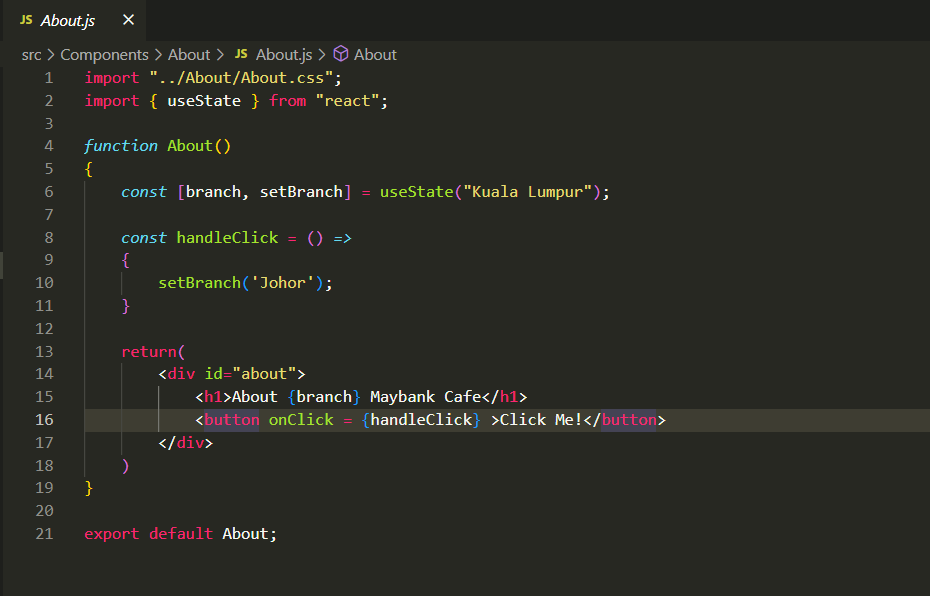 JS About.js ×
src > Components > About > JS About.js > About
1 import "../About/About.css";
2 import { useState } from "react";
3
4 function About()
5 {
6     const [branch, setBranch] = useState("Kuala Lumpur");
7
8     const handleClick = () =>
9     {
10         setBranch('Johor');
11     }
12
13     return(
14         <div id="about">
15             <h1>About {branch} Maybank Cafe</h1>
16             <button onClick = {handleClick} >Click Me!</button>
17         </div>
18     )
19 }
20
21 export default About;